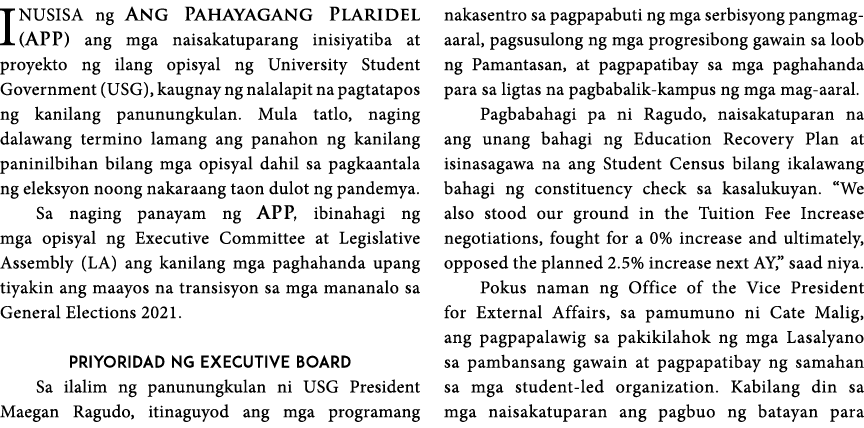 INUSISA ng ANG PAHAYAGANG PLARIDEL
(APP) ang mga naisakatuparang inisiyatiba at
proyekto ng ilang opisyal ng University Student
Government (USG), kaugnay ng nalalapit na pagtatapos
ng kanilang panunungkulan. Mula tatlo, naging
dalawang termino lamang ang panahon ng kanilang
paninilbihan bilang mga opisyal dahil sa pagkaantala
ng eleksyon noong nakaraang taon dulot ng pandemya.
Sa naging panayam ng APP, ibinahagi ng
mga opisyal ng Executive Committee at Legislative
Assembly (LA) ang kanilang mga paghahanda upang
tiyakin ang maayos na transisyon sa mga mananalo sa
General Elections 2021.
PRIYORIDAD NG EXECUTIVE BOARD
Sa ilalim ng panunungkulan ni USG President
Maegan Ragudo, itinaguyod ang mga programang
nakasentro sa pagpapabuti ng mga serbisyong pangmag-
aaral, pagsusulong ng mga progresibong gawain sa loob
ng Pamantasan, at pagpapatibay sa mga paghahanda
para sa ligtas na pagbabalik-kampus ng mga mag-aaral.
Pagbabahagi pa ni Ragudo, naisakatuparan na
ang unang bahagi ng Education Recovery Plan at
isinasagawa na ang Student Census bilang ikalawang
bahagi ng constituency check sa kasalukuyan. “We
also stood our ground in the Tuition Fee Increase
negotiations, fought for a 0% increase and ultimately,
opposed the planned 2.5% increase next AY,” saad niya.
Pokus naman ng Office of the Vice President
for External Affairs, sa pamumuno ni Cate Malig,
ang pagpapalawig sa pakikilahok ng mga Lasalyano
sa pambansang gawain at pagpapatibay ng samahan
sa mga student-led organization. Kabilang din sa
mga naisakatuparan ang pagbuo ng batayan para